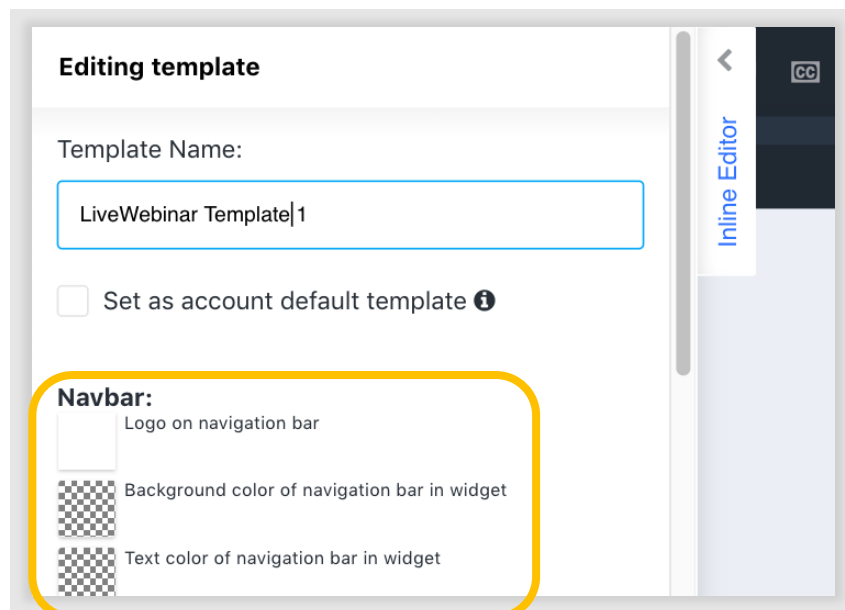 Editing template
CC
Template Name:
Inline Editor
LiveWebinar Template 1
Set as account default template
Navbar:
Logo on navigation bar
Background color of navigation bar in widget
Text color of navigation bar in widget